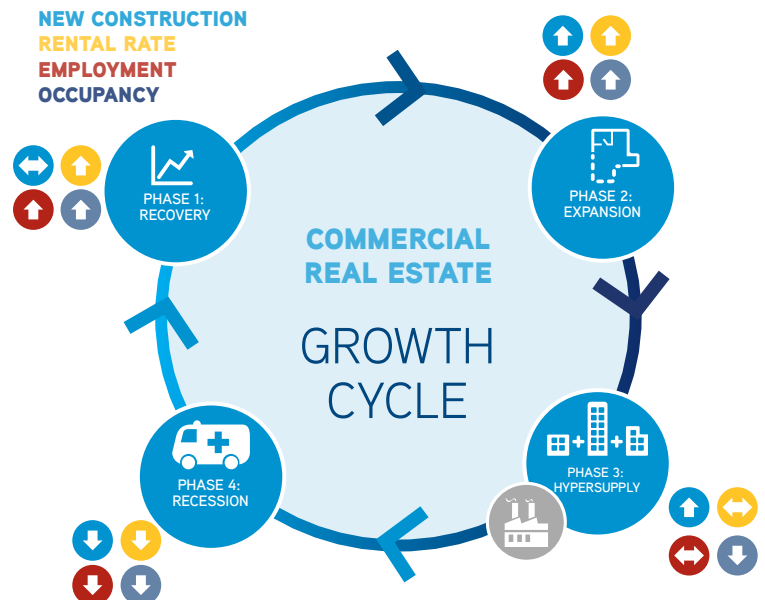 NEW CONSTRUCTION
RENTAL RATE
EMPLOYMENT
OCCUPANCY
PHASE 1:
RECOVERY
PHASE 2:
EXPANSION
COMMERCIAL
REAL ESTATE
GROWTH
CYCLE
PHASE 3:
HYPERSUPPLY
PHASE 4:
RECESSION